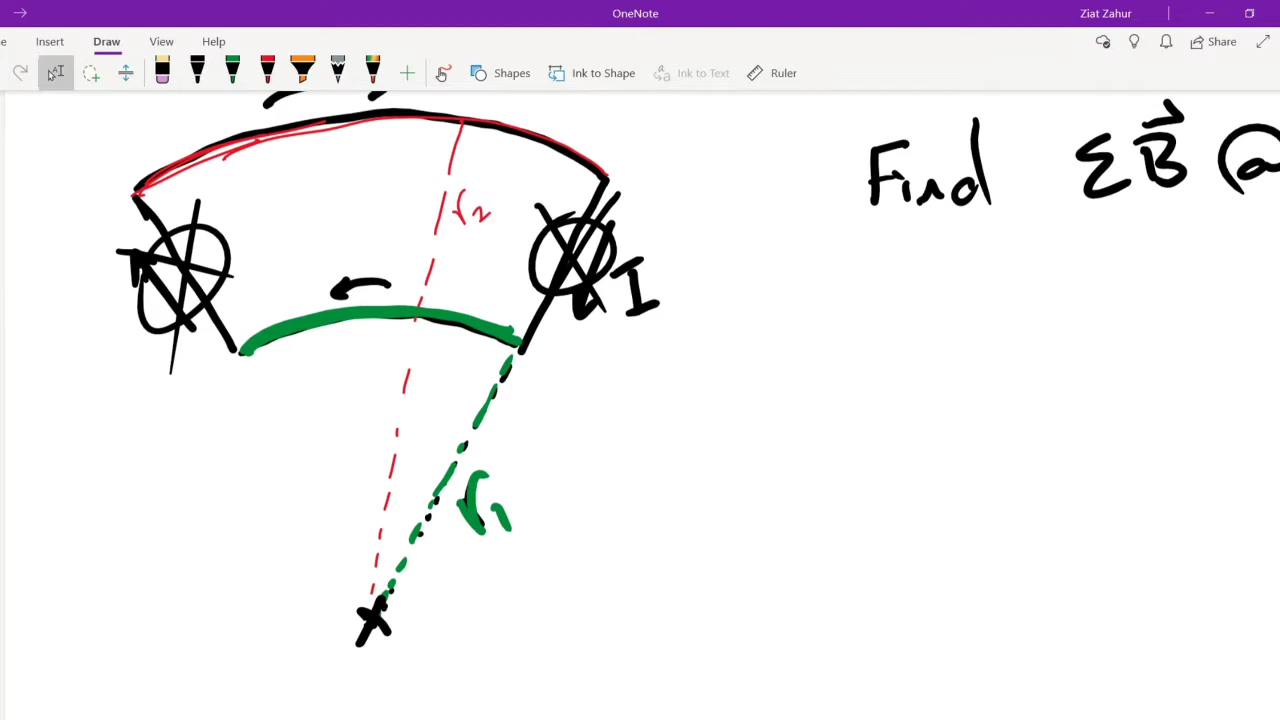 OneNote
Ziat Zahur
Insert Draw View Help
Share
Shapes
Ink to Shape
Ink to Text
Ruler
Find ΣB⃗ @
r2
I
r1